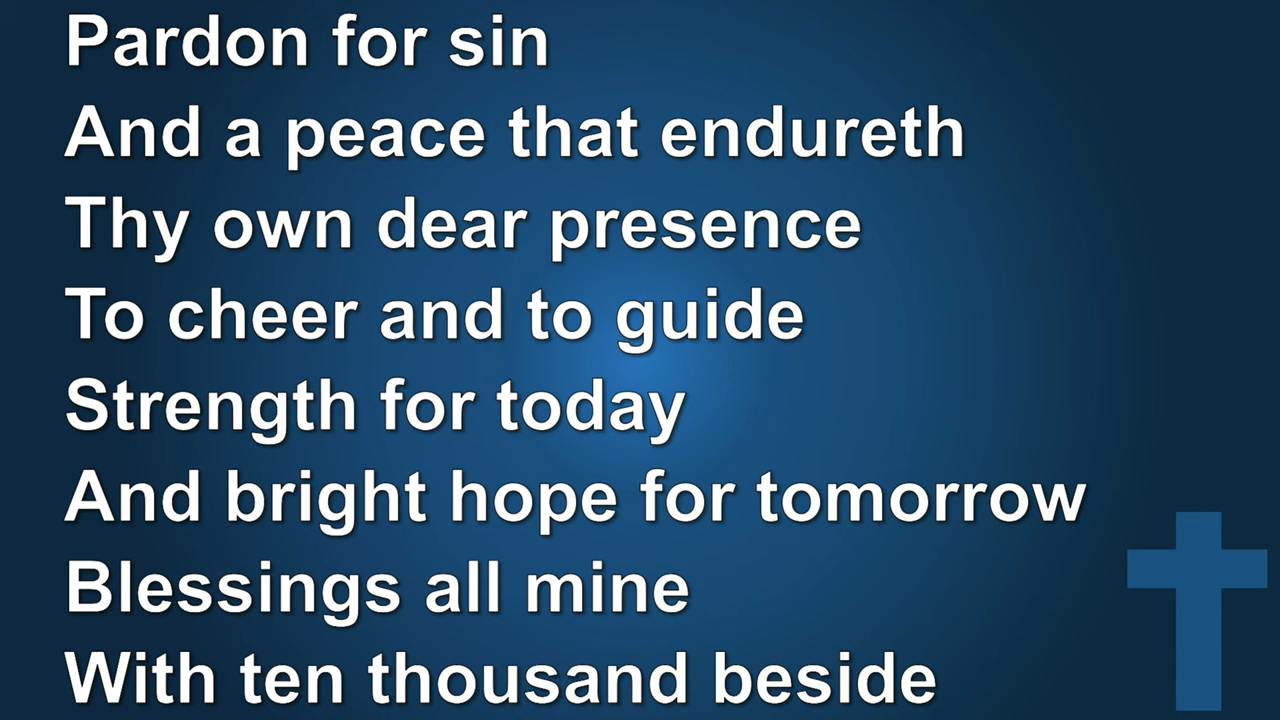 Pardon for sin
And a peace that endureth
Thy own dear presence
To cheer and to guide
Strength for today
And bright hope for tomorrow
Blessings all mine
With ten thousand beside